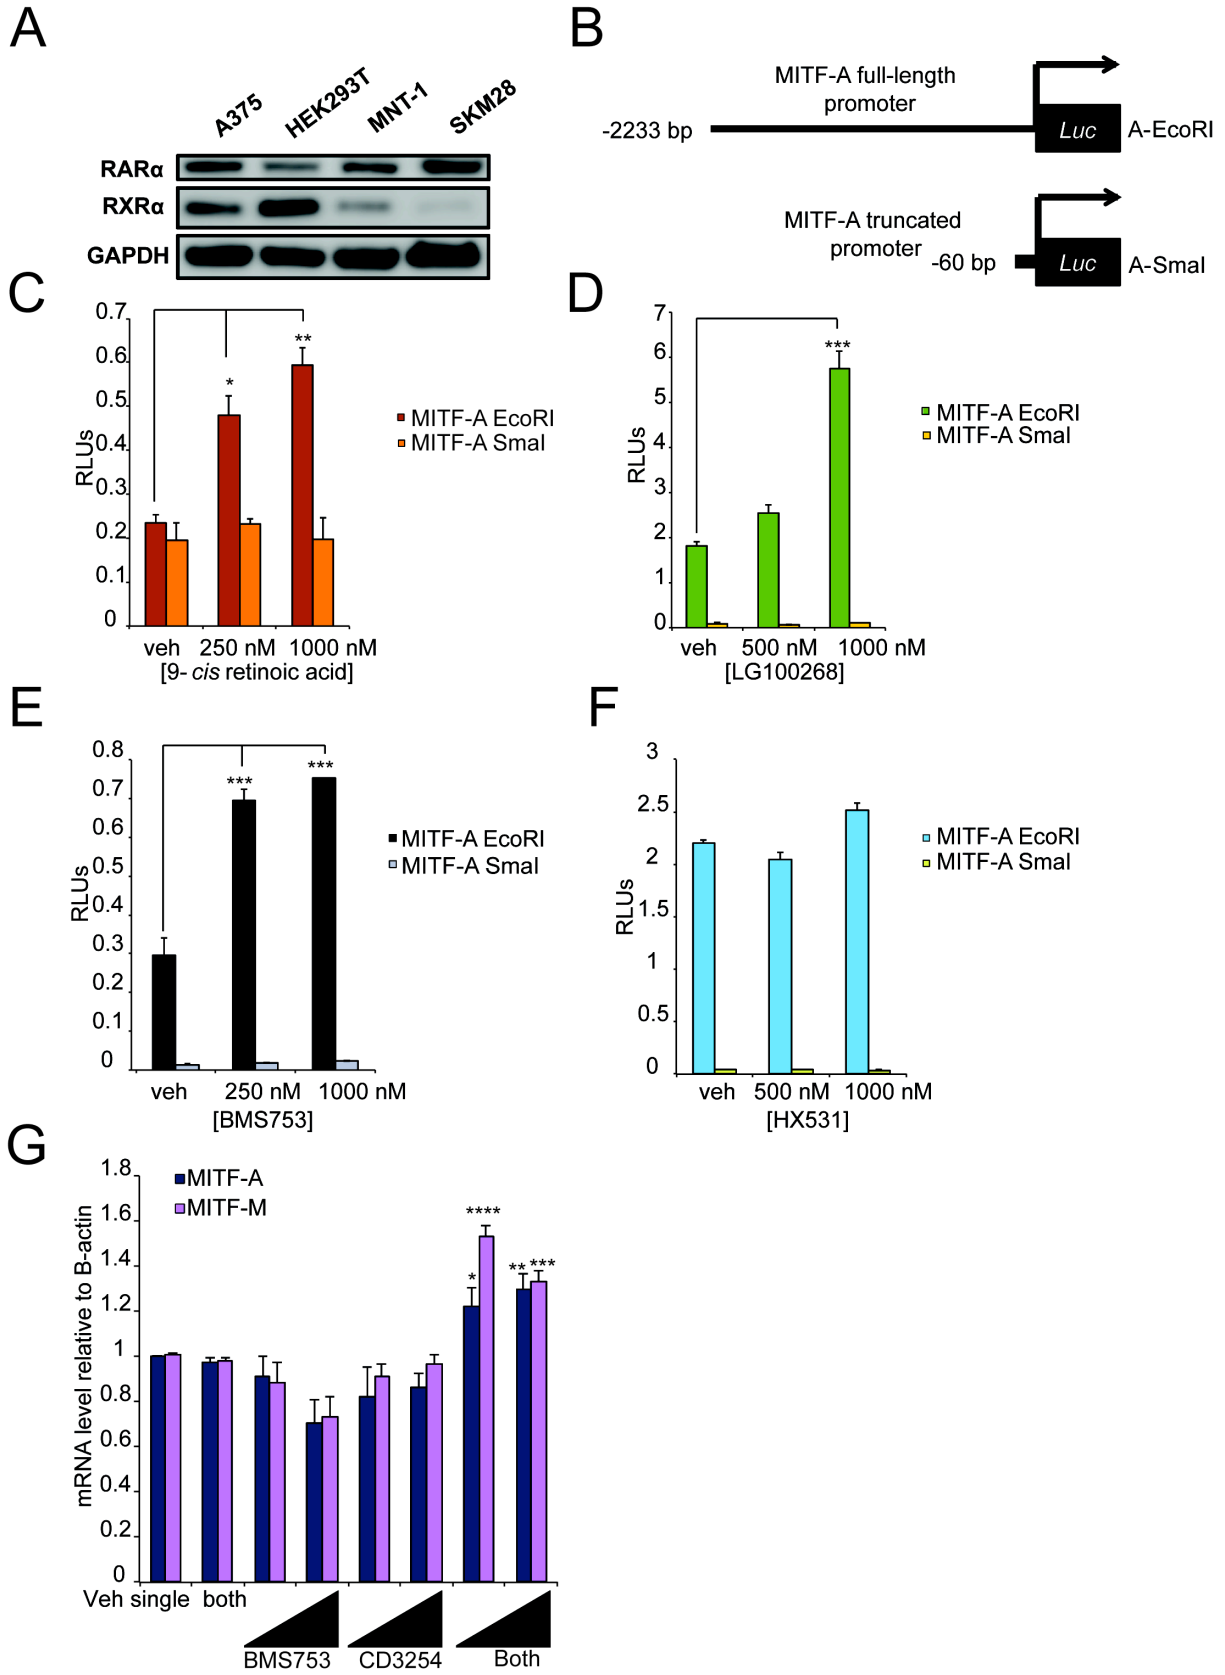 A
A375
HEK293T
MNT-1
SKM28
RARα
RXRα
GAPDH
B
MITF-A full-length
promoter
-2233 bp
Luc
A-EcoRI
MITF-A truncated
promoter
-60 bp
Luc
A-SmaI
C
0.7
0.6
0.5
0.4
0.3
0.2
0.1
0
RLUs
*
**
MITF-A EcoRI
MITF-A SmaI
veh
250 nM
1000 nM
[9- cis retinoic acid]
D
7
6
5
4
3
2
1
0
RLUs
***
MITF-A EcoRI
MITF-A SmaI
veh
500 nM
1000 nM
[LG100268]
E
0.8
0.7
0.6
0.5
0.4
0.3
0.2
0.1
0
RLUs
***
***
MITF-A EcoRI
MITF-A SmaI
veh
250 nM
1000 nM
[BMS753]
F
3
2.5
2
1.5
1
0.5
0
RLUs
MITF-A EcoRI
MITF-A SmaI
veh
500 nM
1000 nM
[HX531]
G
1.8
1.6
1.4
1.2
1
0.8
0.6
0.4
0.2
0
mRNA level relative to B-actin
MITF-A
MITF-M
*
****
**
***
Veh single
both
BMS753
CD3254
Both